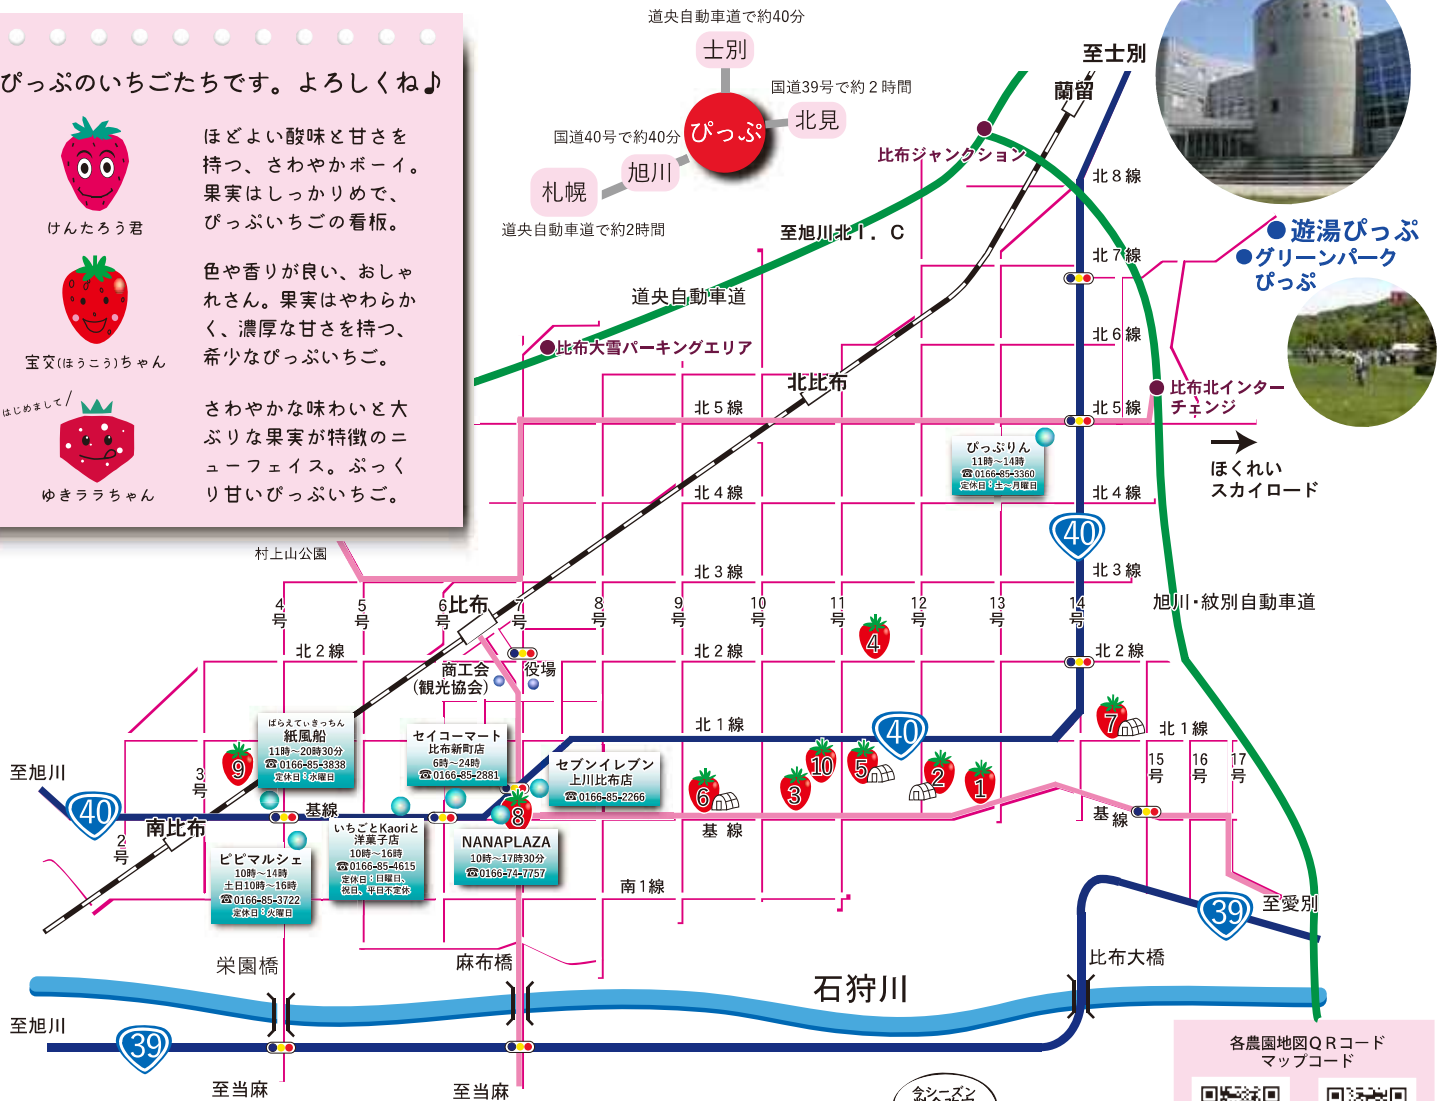 ぴっぷのいちごたちです。よろしくね♪
けんたろう君
ほどよい酸味と甘さを
持つ、さわやかボーイ。
果実はしっかりめで、
ぴっぷいちごの看板。
宝交(ほうこう)ちゃん
色や香りが良い、おしゃ
れさん。果実はやわらか
く、濃厚な甘さを持つ、
希少なぴっぷいちご。
はじめまして
ゆきララちゃん
さわやかな味わいと大
ぶりな果実が特徴のニ
ューフェイス。ぷっく
り甘いぴっぷいちご。
道央自動車道で約40分
士別
国道39号で約2時間
北見
ぴっぷ
国道40号で約40分
旭川
札幌
道央自動車道で約2時間
至士別
蘭留
比布ジャンクション
北8線
至旭川北I.C
遊湯ぴっぷ
グリーンパーク
ぴっぷ
北7線
道央自動車道
北6線
比布大雪パーキングエリア
北比布
比布北インター
チェンジ
北5線
北5線
ぴっぷりん
11時〜14時
☎0166-85-3360
定休日:土〜月曜日
ほくれい
スカイロード
北4線
北4線
40
村上山公園
北3線
北3線
旭川・紋別自動車道
4号
5号
6号
比布
7号
8号
9号
10号
11号
12号
13号
14号
4
北2線
北2線
北2線
商工会
(観光協会)
役場
北1線
40
7
北1線
ばらえてぃきっちん
紙風船
11時〜20時30分
☎0166-85-3838
定休日:水曜日
セイコーマート
比布新町店
6時〜24時
☎0166-85-2881
セブンイレブン
上川比布店
☎0166-85-2266
9
10
5
2
1
3
6
8
15号
16号
17号
至旭川
3号
40
基線
基線
基線
南比布
2号
ピピマルシェ
10時〜14時
土日10時〜16時
☎0166-85-3722
定休日:火曜日
いちごとKaoriと
洋菓子店
10時〜16時
☎0166-85-4615
定休日:日曜日、
祝日、平日不定休
NANAPLAZA
10時〜17時30分
☎0166-74-7757
南1線
39
至愛別
栄園橋
麻布橋
比布大橋
石狩川
至旭川
39
至当麻
至当麻
各農園地図QRコード
マップコード
今シーズン